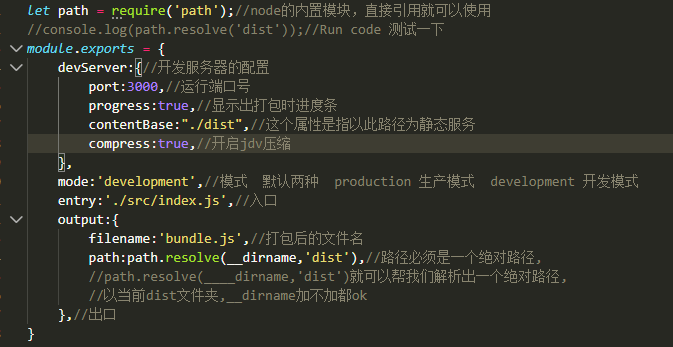 let path = require('path');//node的内置模块，直接引用就可以使用
//console.log(path.resolve('dist'));//Run code 测试一下
module.exports = {
devServer:{//开发服务器的配置
port:3000,//运行端口号
progress:true,//显示出打包时进度条
contentBase:"./dist",//这个属性是指以此路径为静态服务
compress:true,//开启jdv压缩
},
mode:'development',//模式 默认两种 production 生产模式 development 开发模式
entry:'./src/index.js',//入口
output:{
filename:'bundle.js',//打包后的文件名
path:path.resolve(__dirname,'dist'),//路径必须是一个绝对路径,
//path.resolve(____dirname,'dist')就可以帮我们解析出一个绝对路径,
//以当前dist文件夹,__dirname加不加都ok
},//出口
}